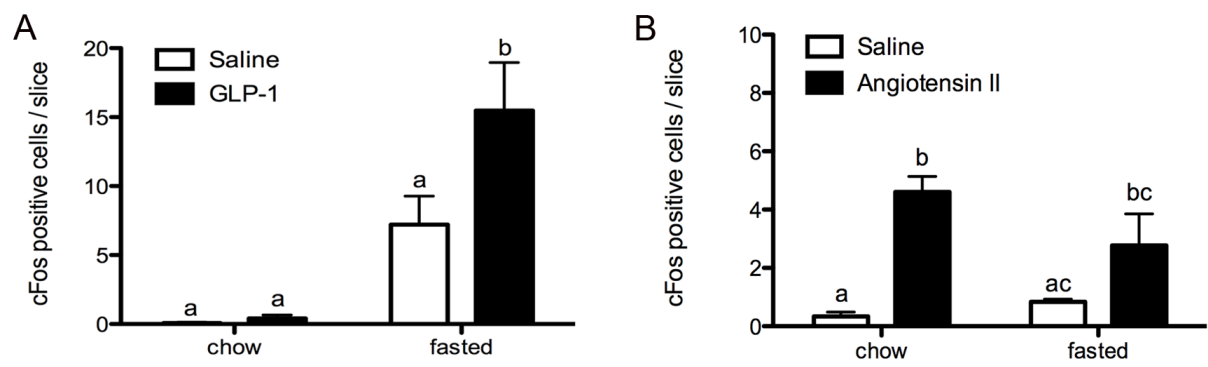 A
cFos positive cells / slice
20
15
10
5
0
Saline
GLP-1
a
a
a
b
chow
fasted
B
cFos positive cells / slice
10
8
6
4
2
0
Saline
Angiotensin II
a
b
ac
bc
chow
fasted